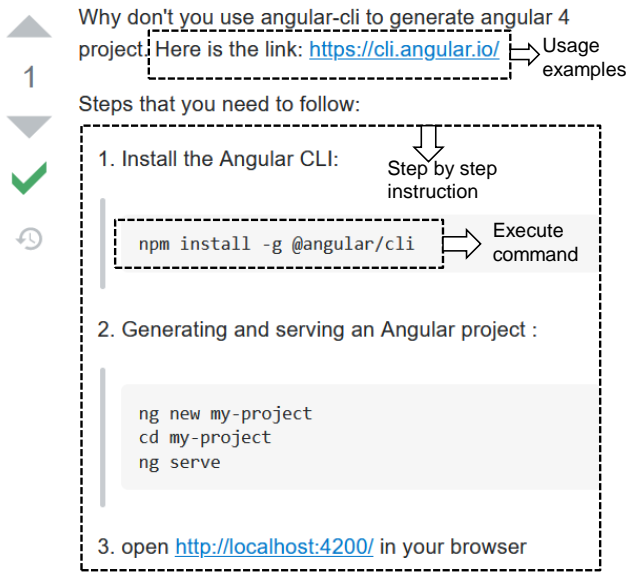 Why don't you use angular-cli to generate angular 4
project. Here is the link: https://cli.angular.io/
Usage
examples
1
Steps that you need to follow:
1. Install the Angular CLI:
Step by step
instruction
npm install -g @angular/cli
Execute
command
2. Generating and serving an Angular project :
ng new my-project
cd my-project
ng serve
3. open http://localhost:4200/ in your browser